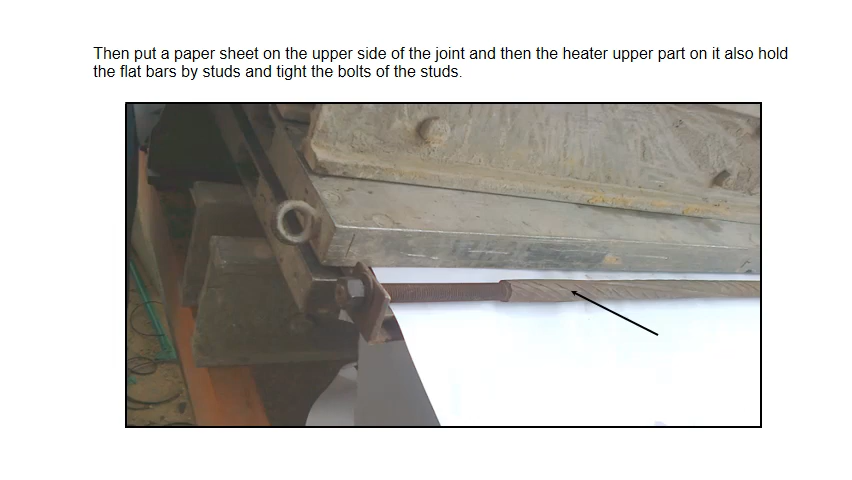 Then put a paper sheet on the upper side of the joint and then the heater upper part on it also hold
the flat bars by studs and tight the bolts of the studs.